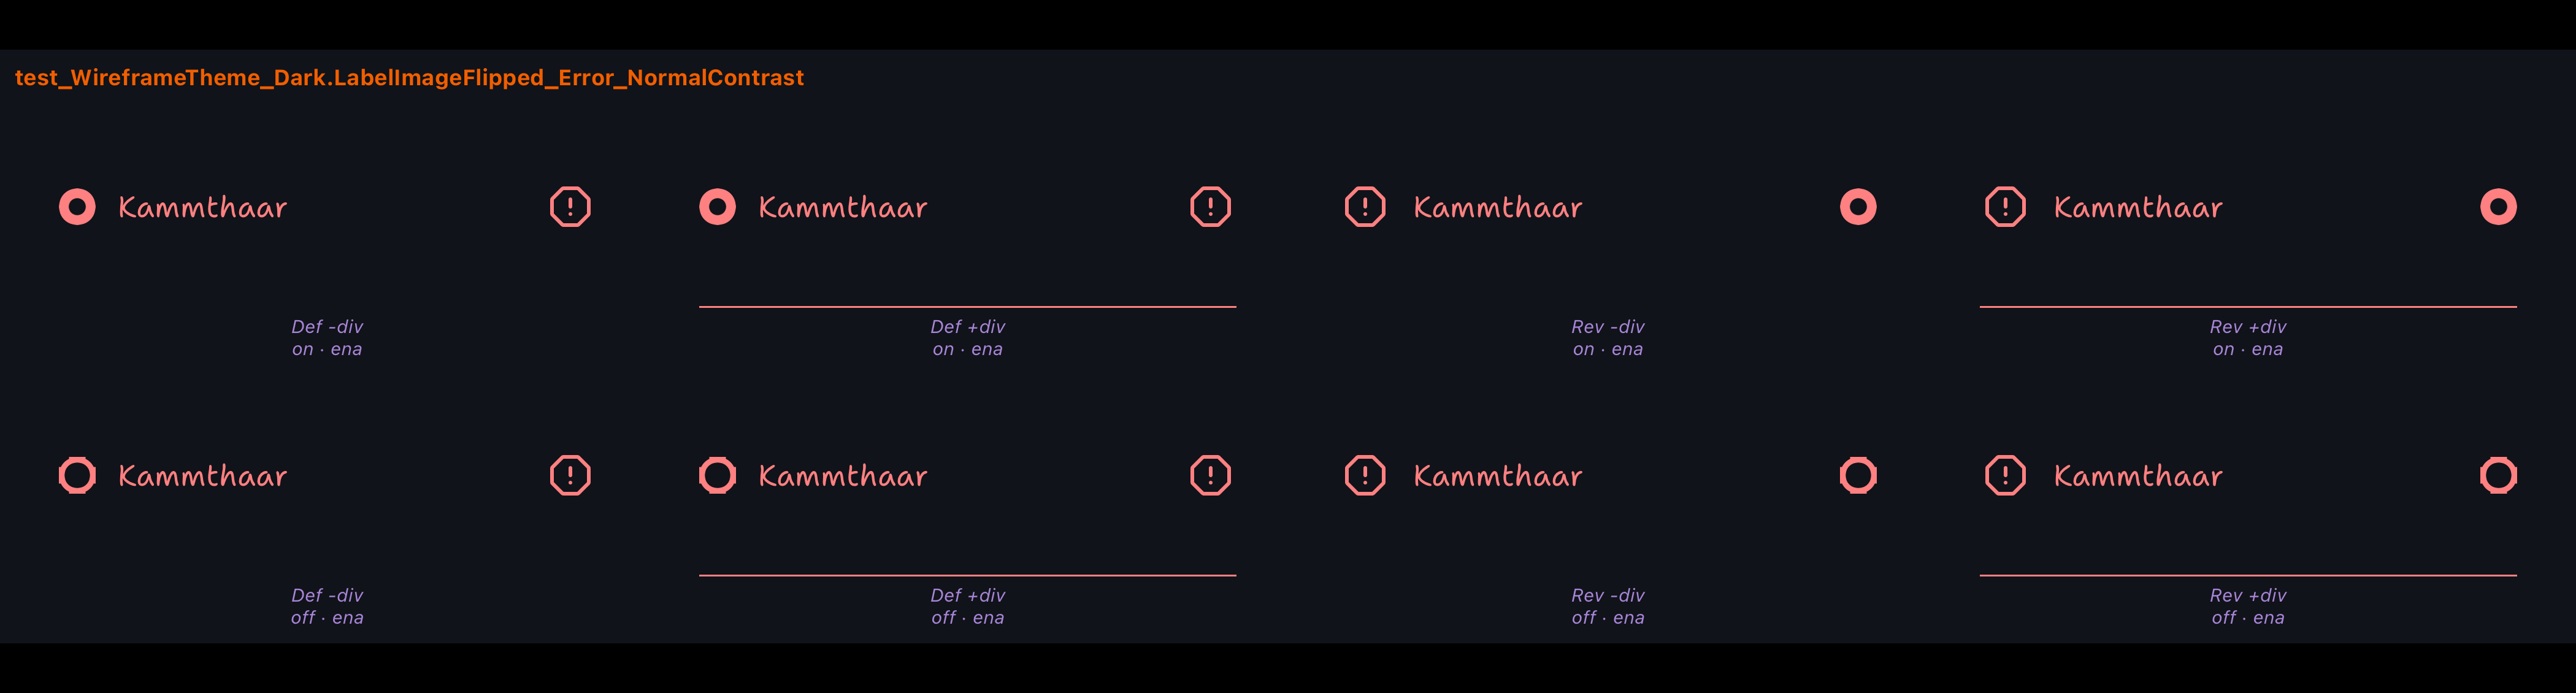 test_WireframeTheme_Dark.LabelImageFlipped_Error_NormalContrast
Kammthaar
Kammthaar
Kammthaar
Kammthaar
Def -div
on · ena
Def +div
on · ena
Rev -div
on · ena
Rev +div
on · ena
Kammthaar
Kammthaar
Kammthaar
Kammthaar
Def -div
off · ena
Def +div
off · ena
Rev -div
off · ena
Rev +div
off · ena